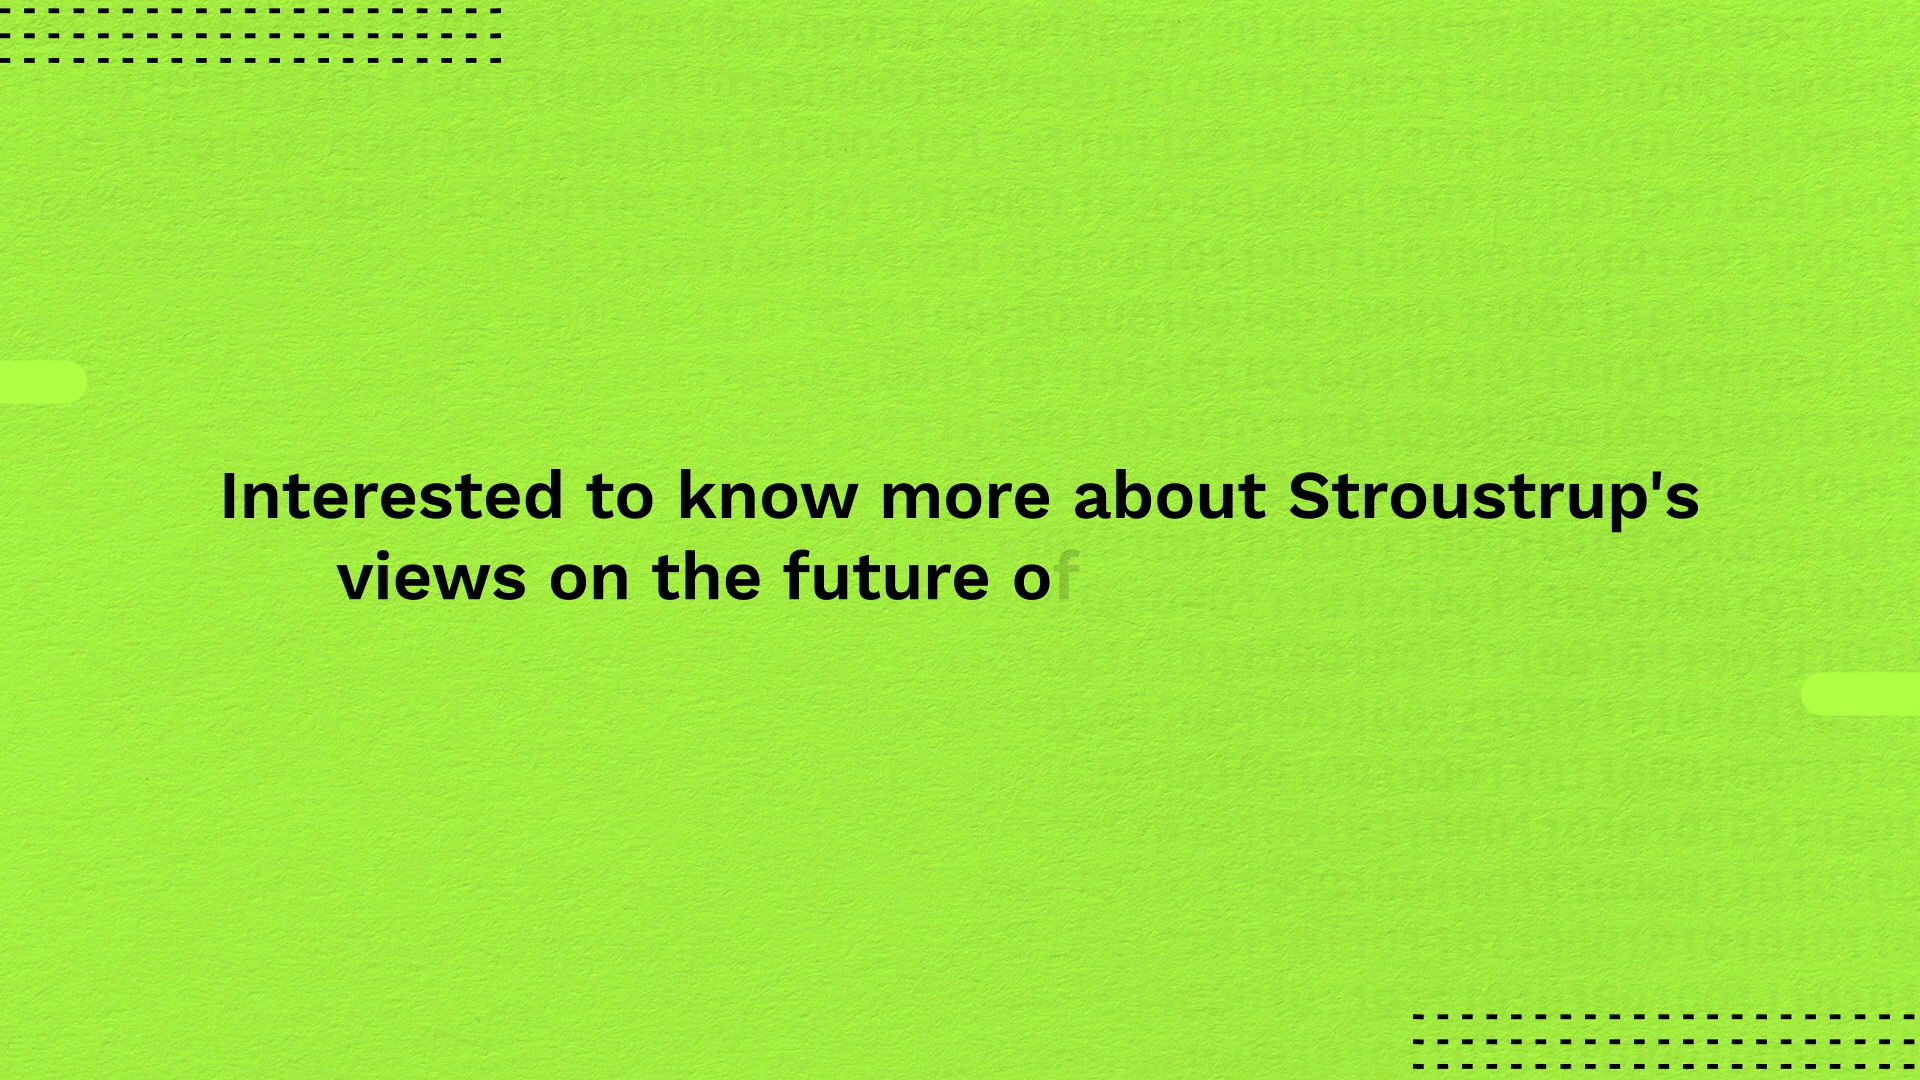 Interested to know more about Stroustrup's
views on the future of